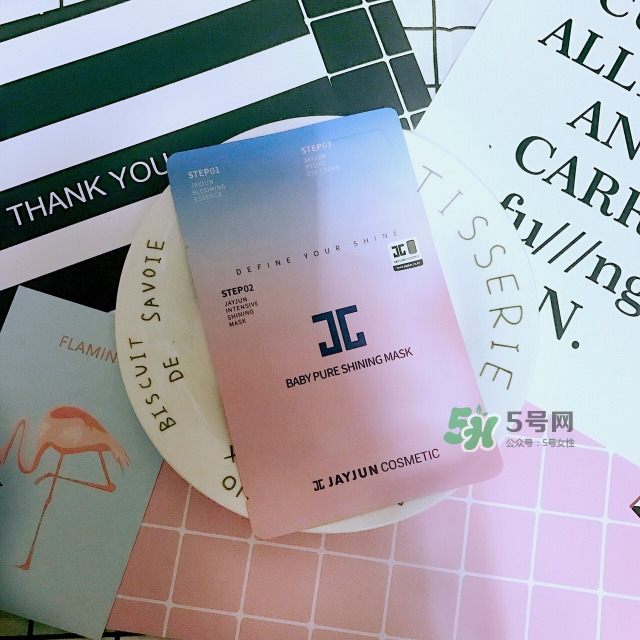 ALL
AN
CARR
fu///ng
N.
THANK YOU
TISSERIE
BISCUIT SAVOIE
DE
FLAMIN
STEP01
JAYJUN
BLOOMING
ESSENCE
STEP03
JAYJUN
HYDRO
EYE CREAM
DEFINE YOUR SHINE
STEP02
JAYJUN
INTENSIVE
SHINING
MASK
BABY PURE SHINING MASK
JAYJUN COSMETIC
5号网
公众号：5号女性